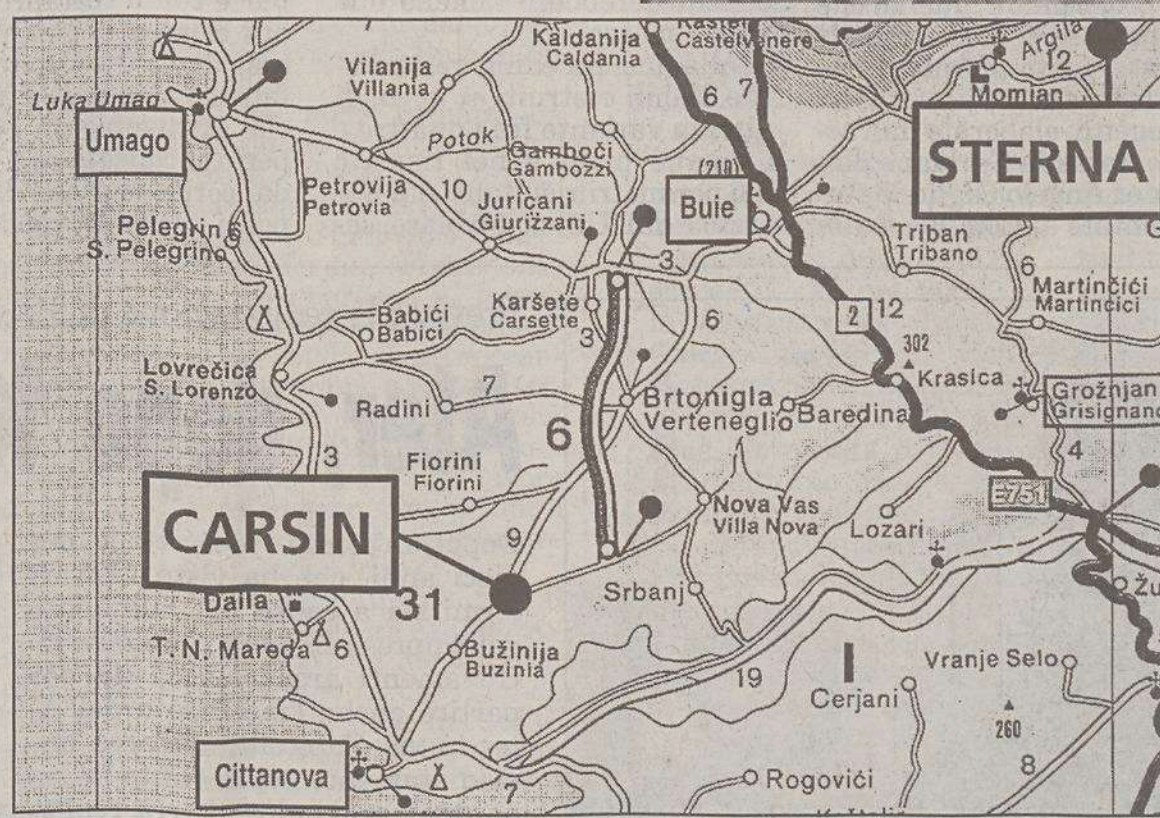 Kaldanija
Caldania
Castelvenere
7
Argila
12
Momjan
Vilanija
Villania
Luka Umag
Umago
6
7
STERNA
Potok
Gamboči
Gambozzi
(210)
10
Petrovija
Petrovia
Juricani
Giurizzani
Buie
Pelegrin
S. Pelegrino
6
3
Triban
Tribano
6
Martinčići
Martincici
Karšete
Carsette
3
Babići
Babici
6
2
12
302
Lovrečica
S. Lorenzo
Radini
7
Brtonigla
Verteneglio
Baredina
Krasica
Grožnjan
Grisignano
6
3
4
Fiorini
Fiorini
E751
Nova Vas
Villa Nova
Lozari
CARSIN
9
31
Daila
Srbanj
T. N. Mareda
6
Bužinija
Buzinia
19
Cerjani
Vranje Selo
260
8
Cittanova
7
Rogovići